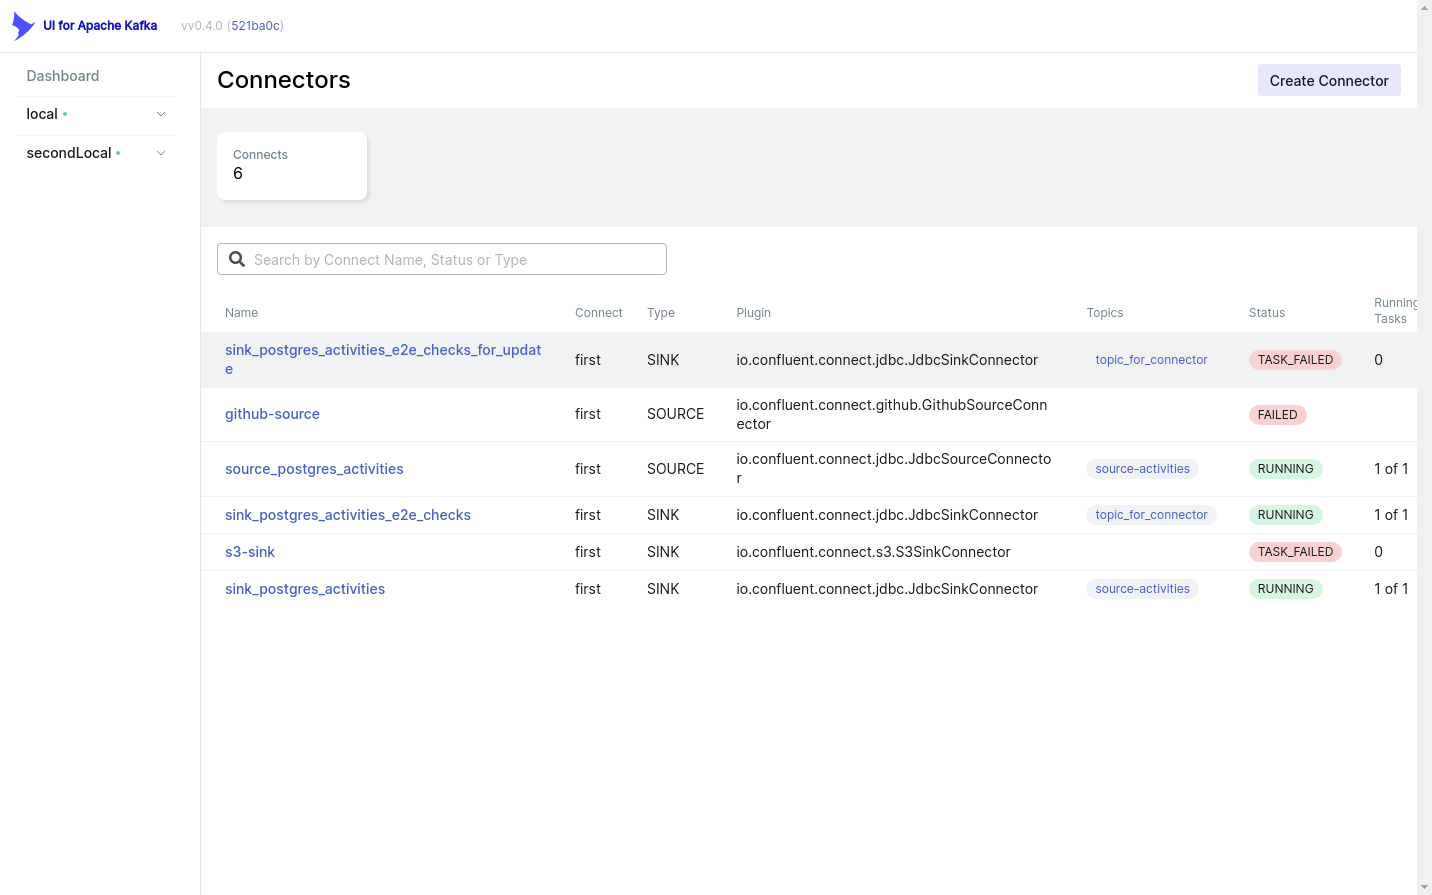 UI for Apache Kafka vv0.4.0 (521ba0c)
Dashboard
local
secondLocal
Connectors
Create Connector
Connects
6
Search by Connect Name, Status or Type
Name Connect Type Plugin Topics Status Running
Tasks
sink_postgres_activities_e2e_checks_for_updat
e
first SINK io.confluent.connect.jdbc.JdbcSinkConnector topic_for_connector TASK_FAILED 0
github-source first SOURCE io.confluent.connect.github.GithubSourceConn
ector
FAILED
source_postgres_activities first SOURCE io.confluent.connect.jdbc.JdbcSourceConnecto
r
source-activities RUNNING 1 of 1
sink_postgres_activities_e2e_checks first SINK io.confluent.connect.jdbc.JdbcSinkConnector topic_for_connector RUNNING 1 of 1
s3-sink first SINK io.confluent.connect.s3.S3SinkConnector TASK_FAILED 0
sink_postgres_activities first SINK io.confluent.connect.jdbc.JdbcSinkConnector source-activities RUNNING 1 of 1